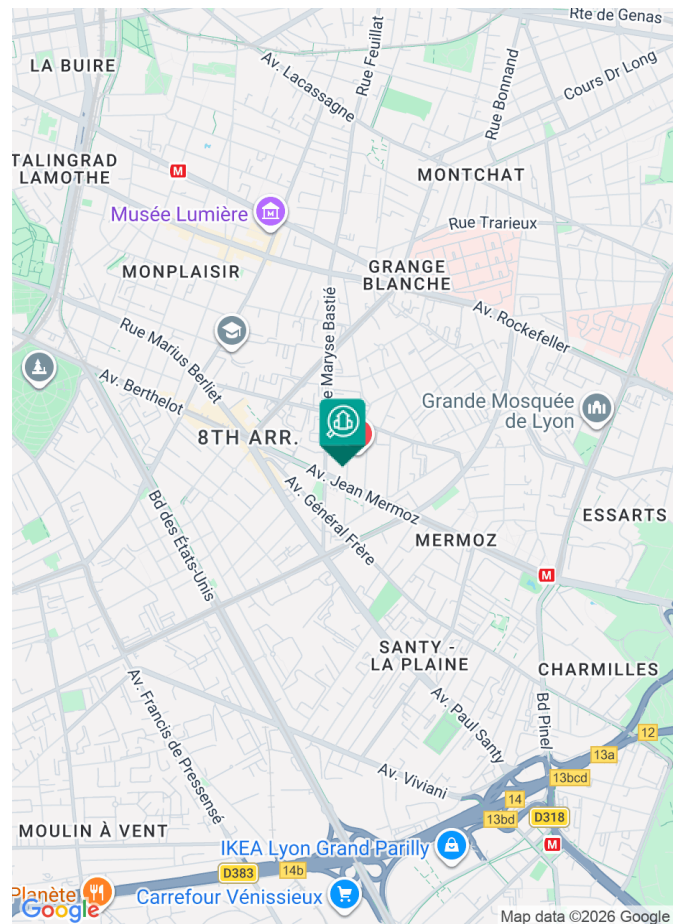 Rte de Genas
LA BUIRE
Av. Lacassagne
Rue Feuillat
Rue Bonnand
Cours Dr Long
TALINGRAD
LAMOTHE
M
MONTCHAT
Musée Lumière
Rue Trarieux
MONPLAISIR
GRANGE
BLANCHE
Rue Marius Berliet
e Maryse Bastié
Av. Rockefeller
Av. Berthelot
Grande Mosquée
de Lyon
8TH ARR.
Av. Jean Mermoz
Av. Général Frère
Bd des États-Unis
ESSARTS
MERMOZ
M
SANTY -
LA PLAINE
CHARMILLES
Av. Francis de Pressensé
Av. Paul Santy
Bd Pinel
12
13a
13bcd
Av. Viviani
14
13bd
D318
MOULIN À VENT
IKEA Lyon Grand Parilly
M
D383
14b
Planète
Carrefour Vénissieux
Google
Map data ©2026 Google